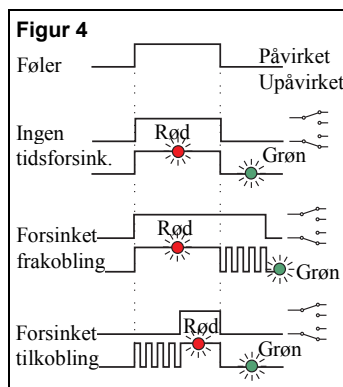 Figur 4
Føler
Påvirket
Upåvirket
Ingen
tidsforsink.
Rød
Grøn
Forsinket
frakobling
Rød
Grøn
Forsinket
tilkobling
Rød
Grøn